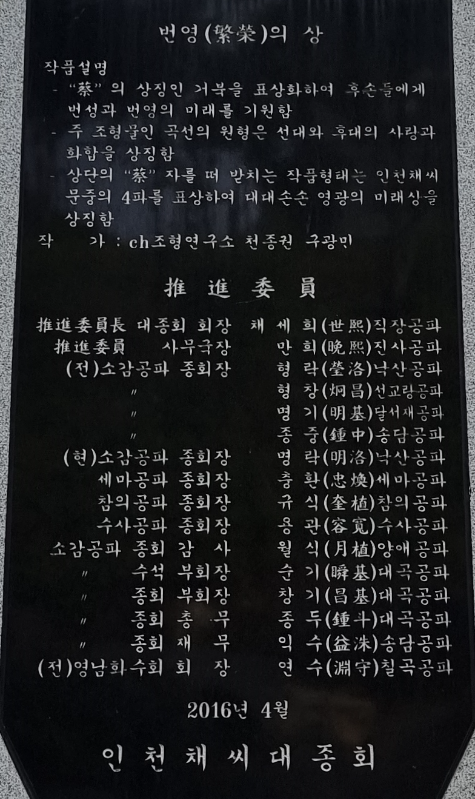 번영(繁榮)의 상
작품설명
- "蔡"의 상징인 거북을 표상화하여 후손들에게
번성과 번영의 미래를 기원함
- 주 조형물인 곡선의 원형은 선대와 후대의 사랑과
화합을 상징함
- 상단의 "蔡" 자를 떠 받치는 작품형태는 인천채씨
문중의 4파를 표상하여 대대손손 영광의 미래상을
상징함
작 가 : ch조형연구소 천종권 구광민
推進委員
推進委員長 대종회 회장 채 세 희(世熙)직장공파
推進委員 사무국장 만 희(晩熙)진사공파
(전)소감공파 종회장 형 락(瑩洛)낙산공파
〃 형 창(炯昌)선교랑공파
〃 명 기(明基)달서재공파
〃 종 중(鍾中)송담공파
(현)소감공파 종회장 명 락(明洛)낙산공파
세마공파 종회장 충 환(忠煥)세마공파
참의공파 종회장 규 식(奎植)참의공파
수사공파 종회장 용 관(容寬)수사공파
소감공파 종회 감 사 월 식(月植)양애공파
〃 수석 부회장 순 기(瞬基)대곡공파
〃 종회 부회장 창 기(昌基)대곡공파
〃 종회 총 무 종 두(鍾斗)대곡공파
〃 종회 재 무 익 수(益洙)송담공파
(전)영남화수회 회 장 연 수(淵守)칠곡공파
2016년 4월
인천채씨대종회